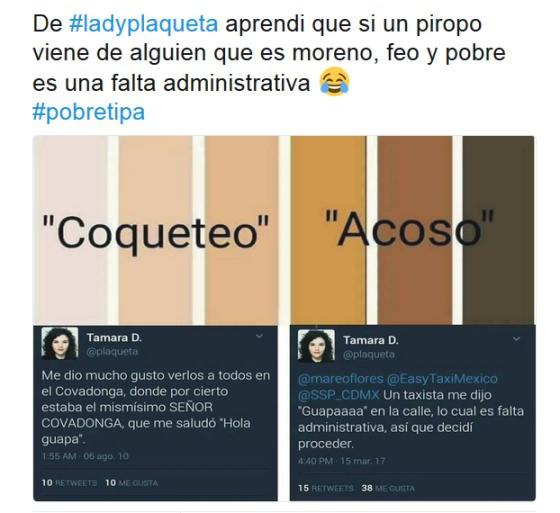 De #ladyplaqueta aprendi que si un piropo
viene de alguien que es moreno, feo y pobre
es una falta administrativa 😂
#pobretipa
"Coqueteo"
"Acoso"
Tamara D.
@plaqueta
Me dio mucho gusto verlos a todos en
el Covadonga, donde por cierto
estaba el mismísimo SEÑOR
COVADONGA, que me saludó "Hola
guapa".
1:55 AM - 06 ago. 10
10 RETWEETS 10 ME GUSTA
Tamara D.
@plaqueta
@mareoflores @EasyTaxiMexico
@SSP_CDMX Un taxista me dijo
"Guapaaaa" en la calle, lo cual es falta
administrativa, así que decidí
proceder.
4:40 PM - 15 mar. 17
15 RETWEETS 38 ME GUSTA